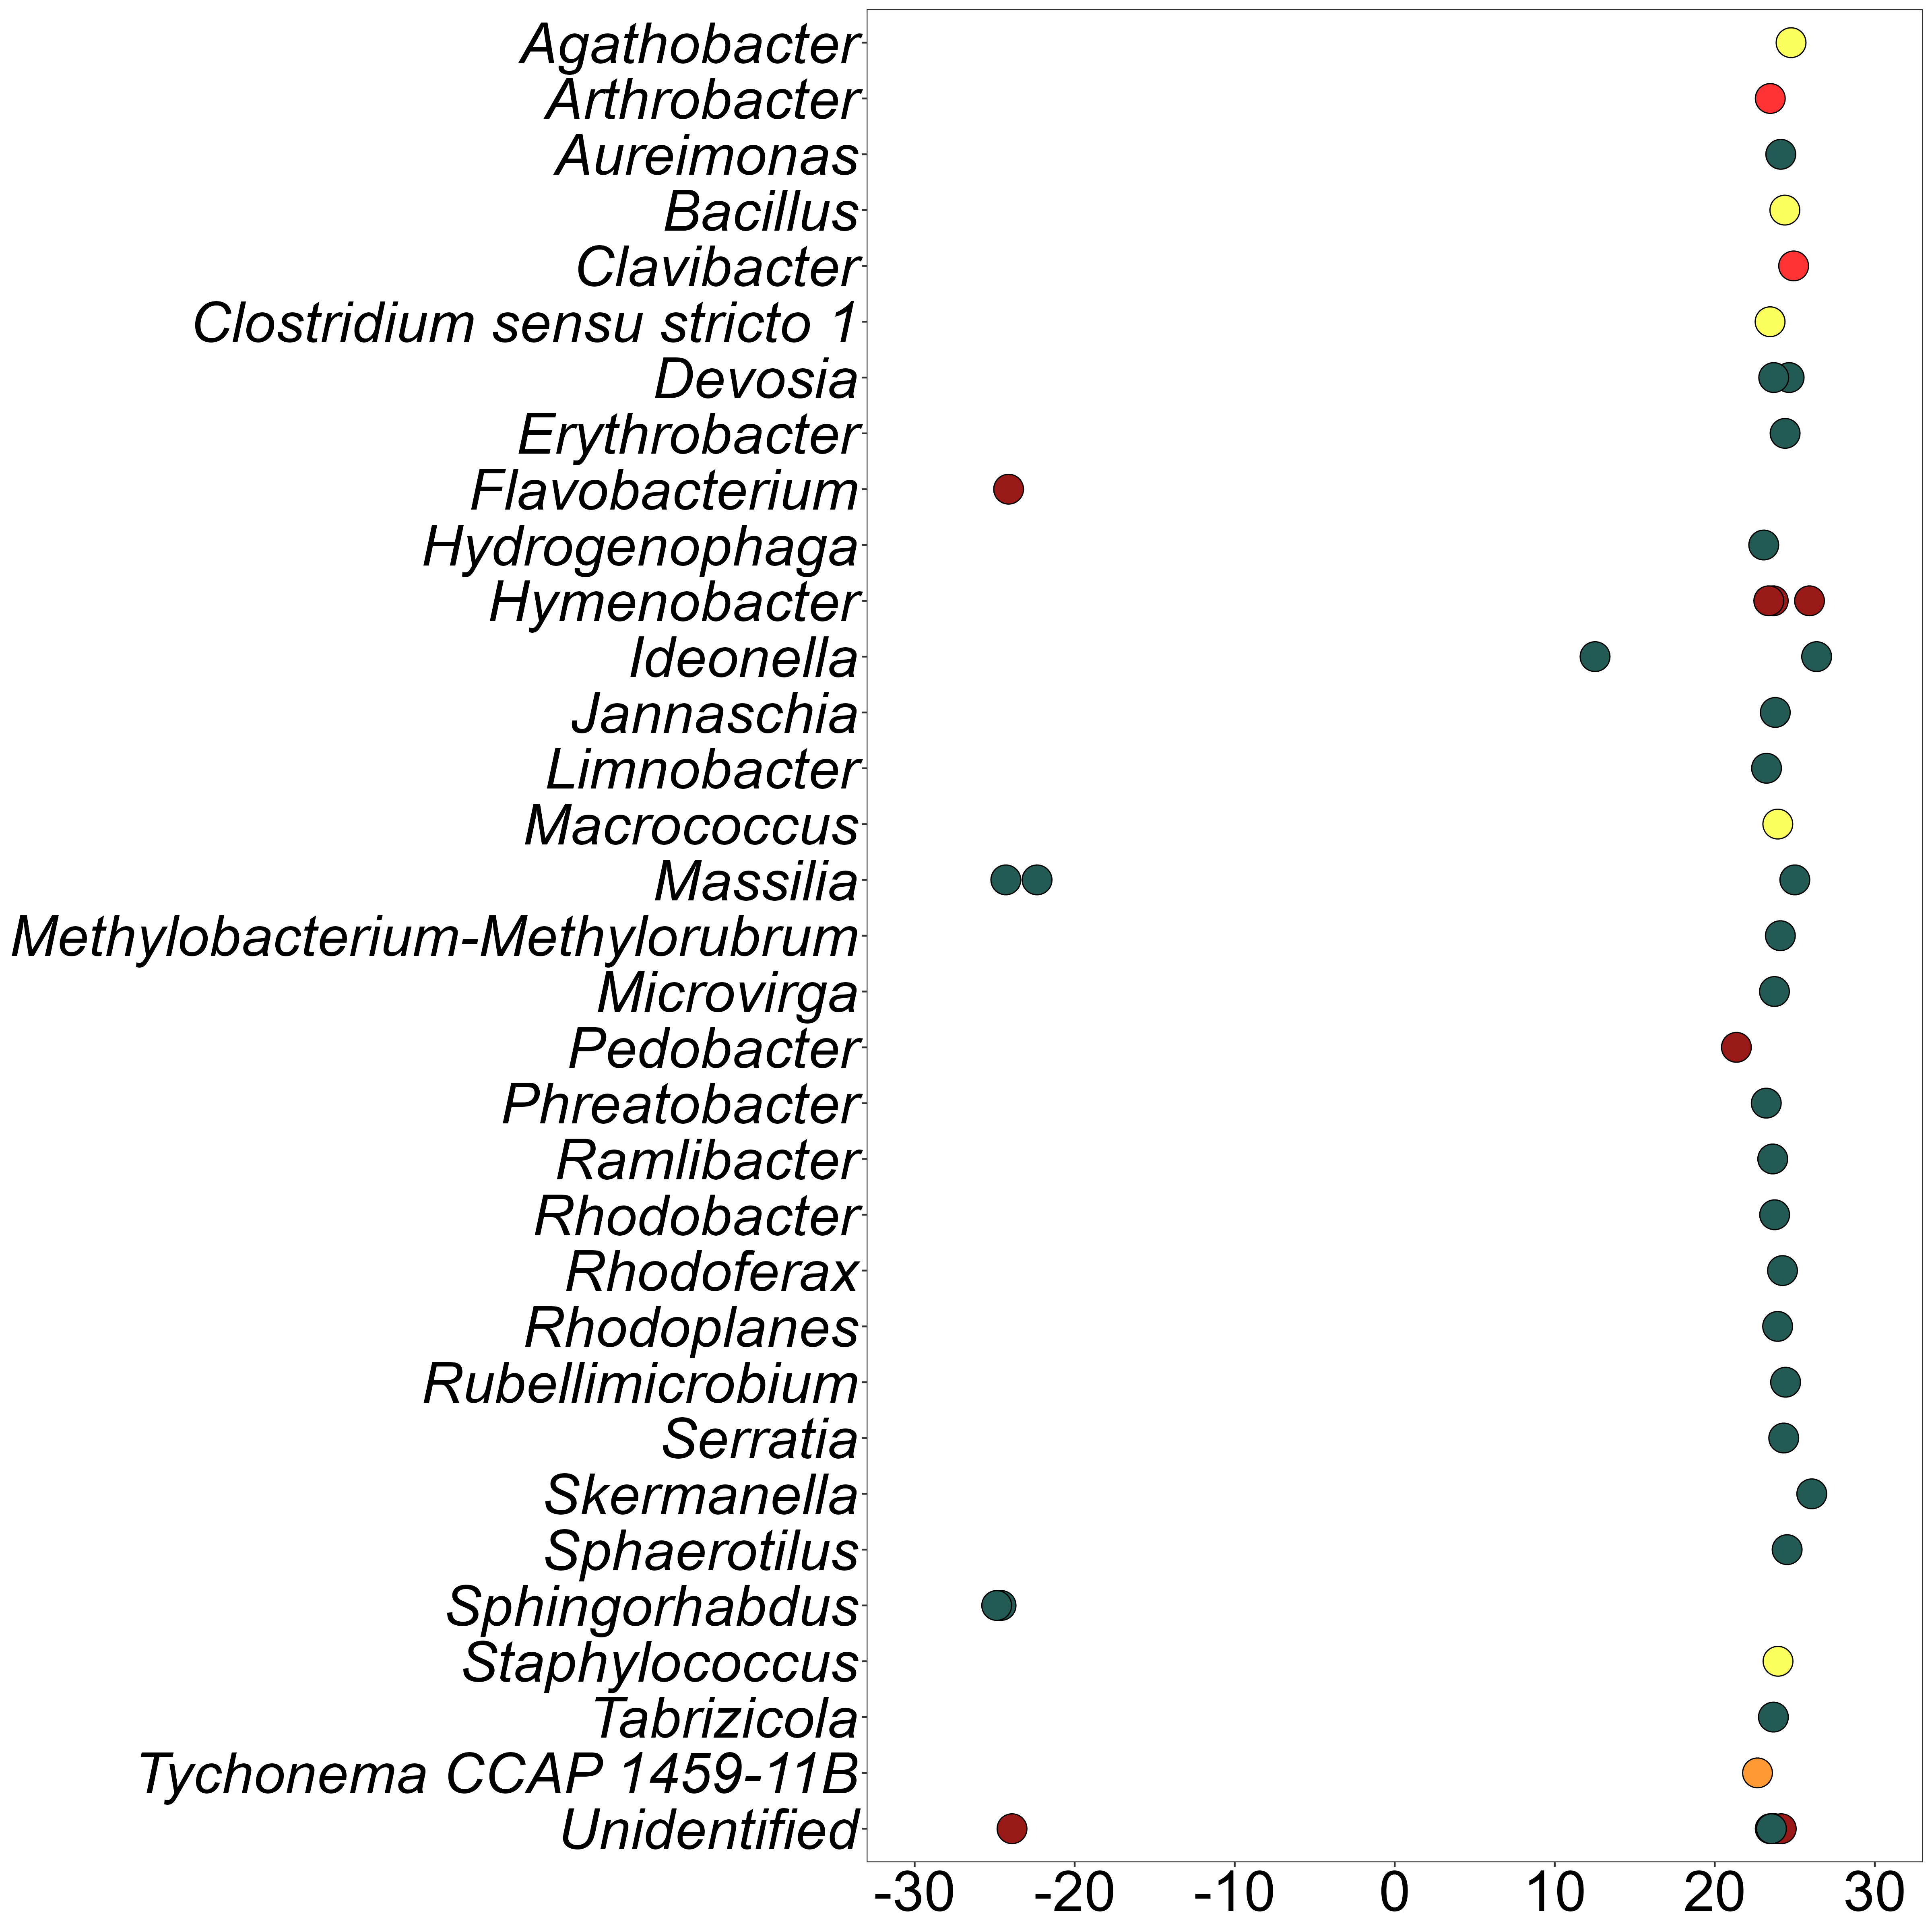 Agathobacter
Arthrobacter
Aureimonas
Bacillus
Clavibacter
Clostridium sensu stricto 1
Devosia
Erythrobacter
Flavobacterium
Hydrogenophaga
Hymenobacter
Ideonella
Jannaschia
Limnobacter
Macrococcus
Massilia
Methylobacterium-Methylorubrum
Microvirga
Pedobacter
Phreatobacter
Ramlibacter
Rhodobacter
Rhodoferax
Rhodoplanes
Rubellimicrobium
Serratia
Skermanella
Sphaerotilus
Sphingorhabdus
Staphylococcus
Tabrizicola
Tychonema CCAP 1459-11B
Unidentified
-30 -20 -10 0 10 20 30